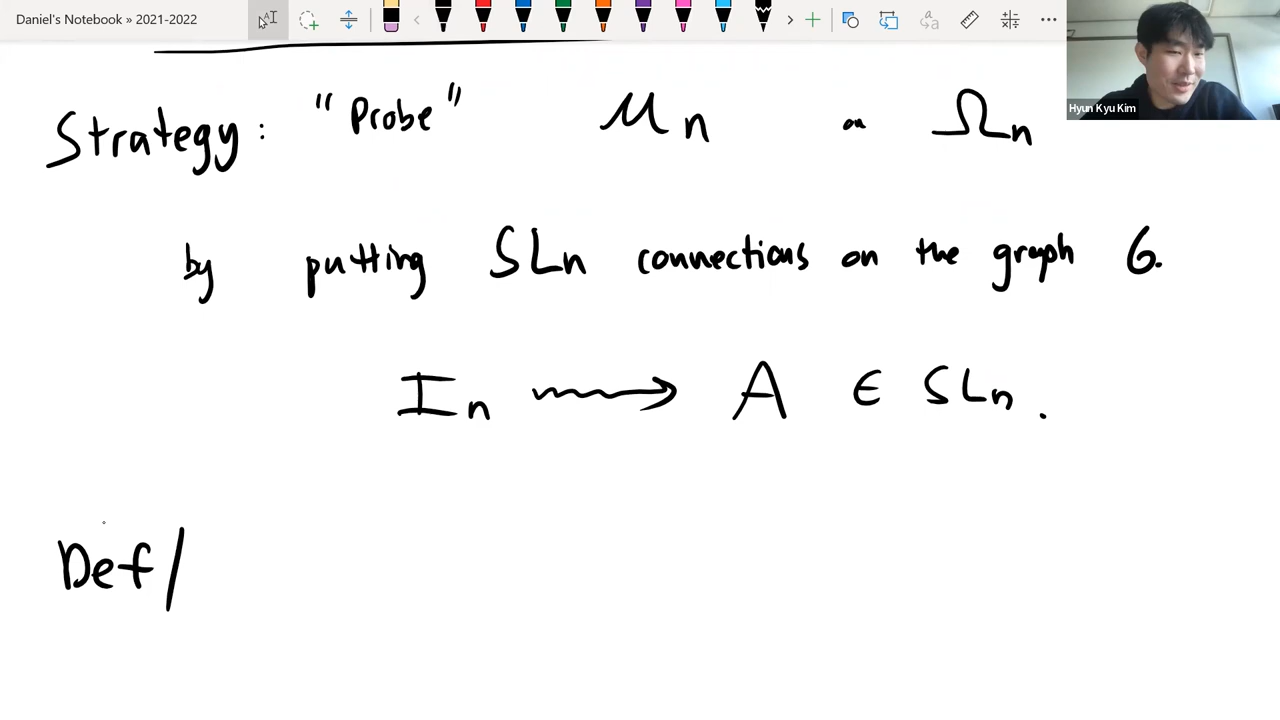 Daniel's Notebook » 2021-2022
Hyun Kyu Kim
Strategy: "Probe" μn on Ωn
by putting SLn connections on the graph G.
In ⟿ A ∈ SLn.
Def/